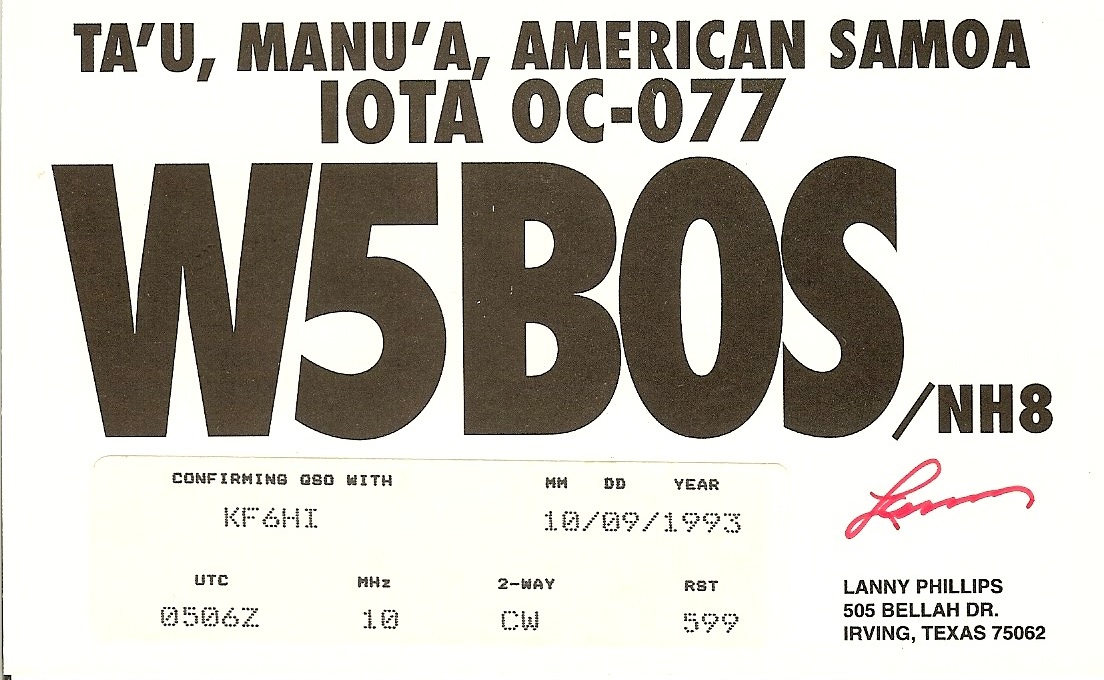 TA'U, MANU'A, AMERICAN SAMOA
IOTA OC-077
W5BOS/NH8
CONFIRMING QSO WITH MM DD YEAR
KF6HI 10/09/1993
UTC MHz 2-WAY RST
0506Z 10 CW 599
Lanny
LANNY PHILLIPS
505 BELLAH DR.
IRVING, TEXAS 75062